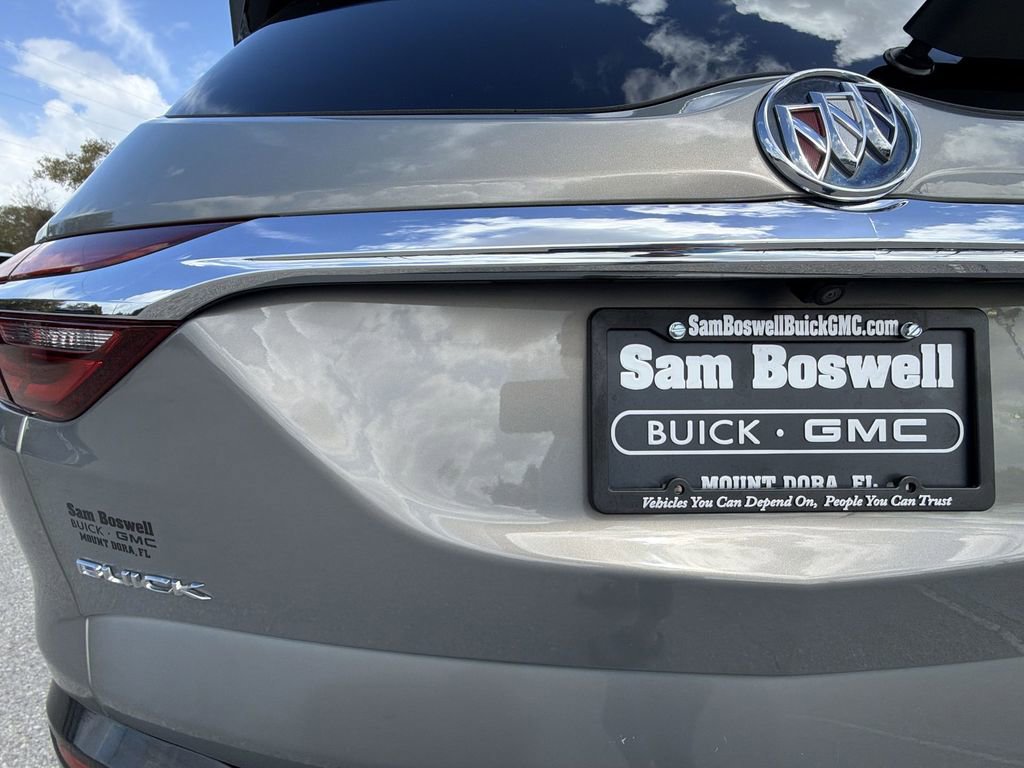 SamBoswellBuickGMC.com
Sam Boswell
BUICK · GMC
MOUNT DORA, FL
Vehicles You Can Depend On, People You Can Trust
Sam Boswell
BUICK · GMC
MOUNT DORA, FL
BUICK